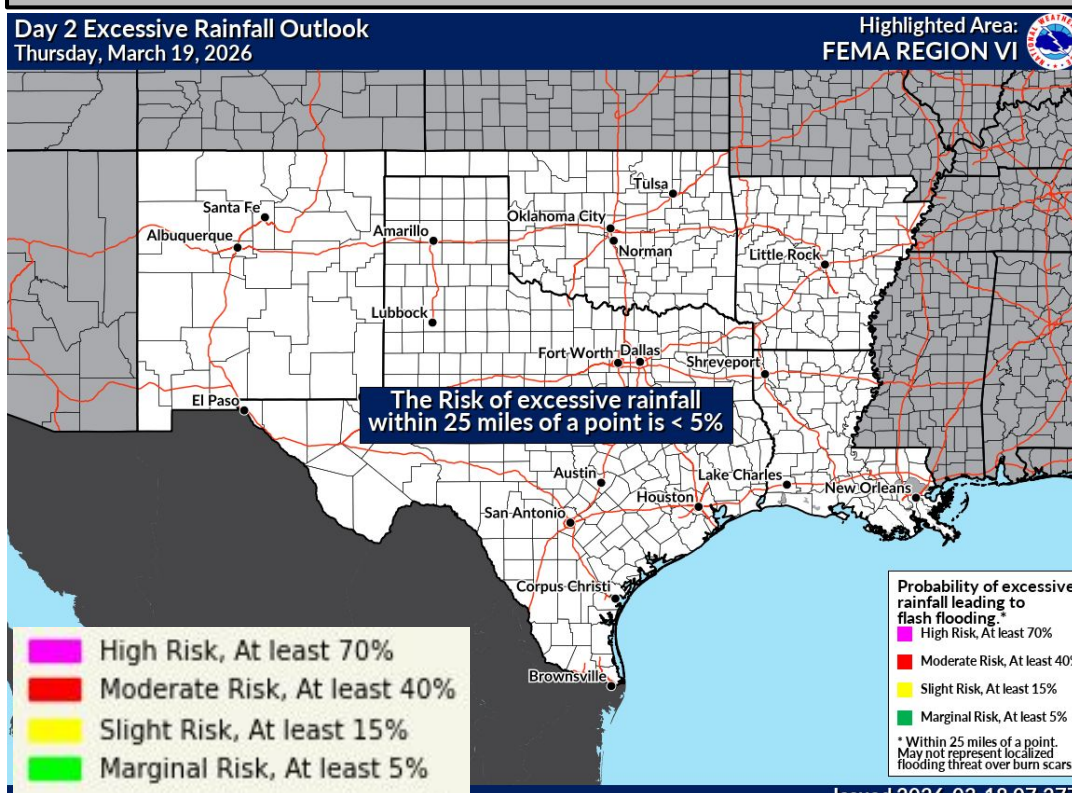 Day 2 Excessive Rainfall Outlook
Thursday, March 19, 2026
Highlighted Area:
FEMA REGION VI
Santa Fe
Albuquerque
Amarillo
Tulsa
Oklahoma City
Norman
Little Rock
Lubbock
Fort Worth
Dallas
Shreveport
El Paso
The Risk of excessive rainfall
within 25 miles of a point is < 5%
Austin
Lake Charles
New Orleans
Houston
San Antonio
Corpus Christi
Brownsville
High Risk, At least 70%
Moderate Risk, At least 40%
Slight Risk, At least 15%
Marginal Risk, At least 5%
Probability of excessive
rainfall leading to
flash flooding.*
High Risk, At least 70%
Moderate Risk, At least 40%
Slight Risk, At least 15%
Marginal Risk, At least 5%
* Within 25 miles of a point.
May not represent localized
flooding threat over burn scars